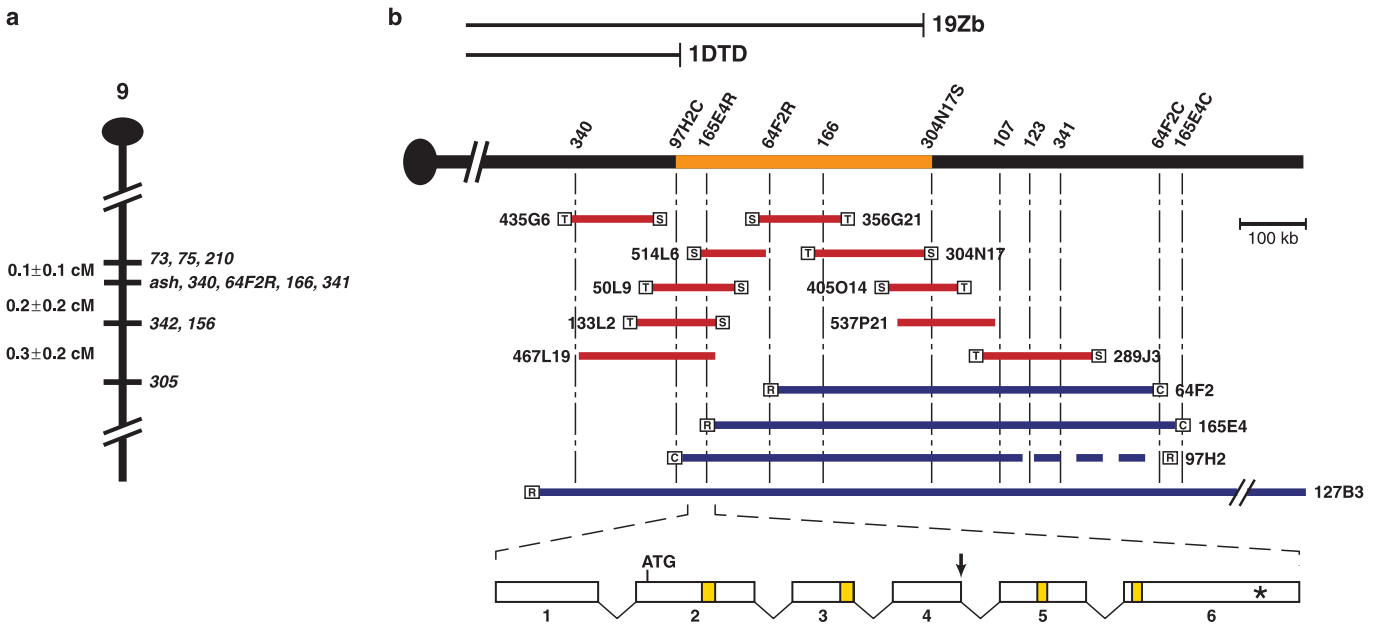 a
9
0.1±0.1 cM
0.2±0.2 cM
0.3±0.2 cM
73, 75, 210
ash, 340, 64F2R, 166, 341
342, 156
305
b
19Zb
1DTD
340
97H2C
165E4R
64F2R
166
304N17S
107
123
341
64F2C
165E4C
100 kb
435G6 T S
S T 356G21
514L6 S
T S 304N17
50L9 T S
405O14 S T
133L2 T S
537P21
467L19
T S 289J3
R C 64F2
R C 165E4
C R 97H2
R 127B3
ATG
*
1 2 3 4 5 6